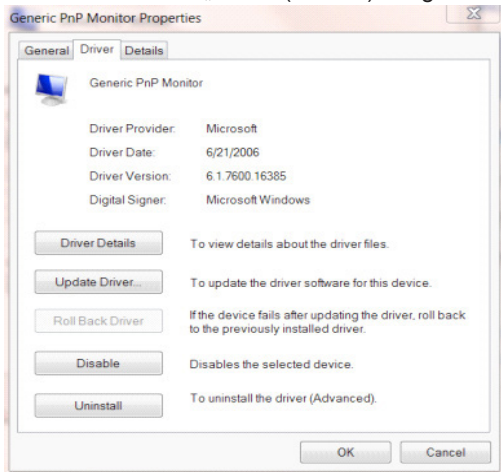 Generic PnP Monitor Properties
General Driver Details
Generic PnP Monitor
Driver Provider: Microsoft
Driver Date: 6/21/2006
Driver Version: 6.1.7600.16385
Digital Signer: Microsoft Windows
Driver Details To view details about the driver files.
Update Driver... To update the driver software for this device.
Roll Back Driver If the device fails after updating the driver, roll back
to the previously installed driver.
Disable Disables the selected device.
Uninstall To uninstall the driver (Advanced).
OK Cancel